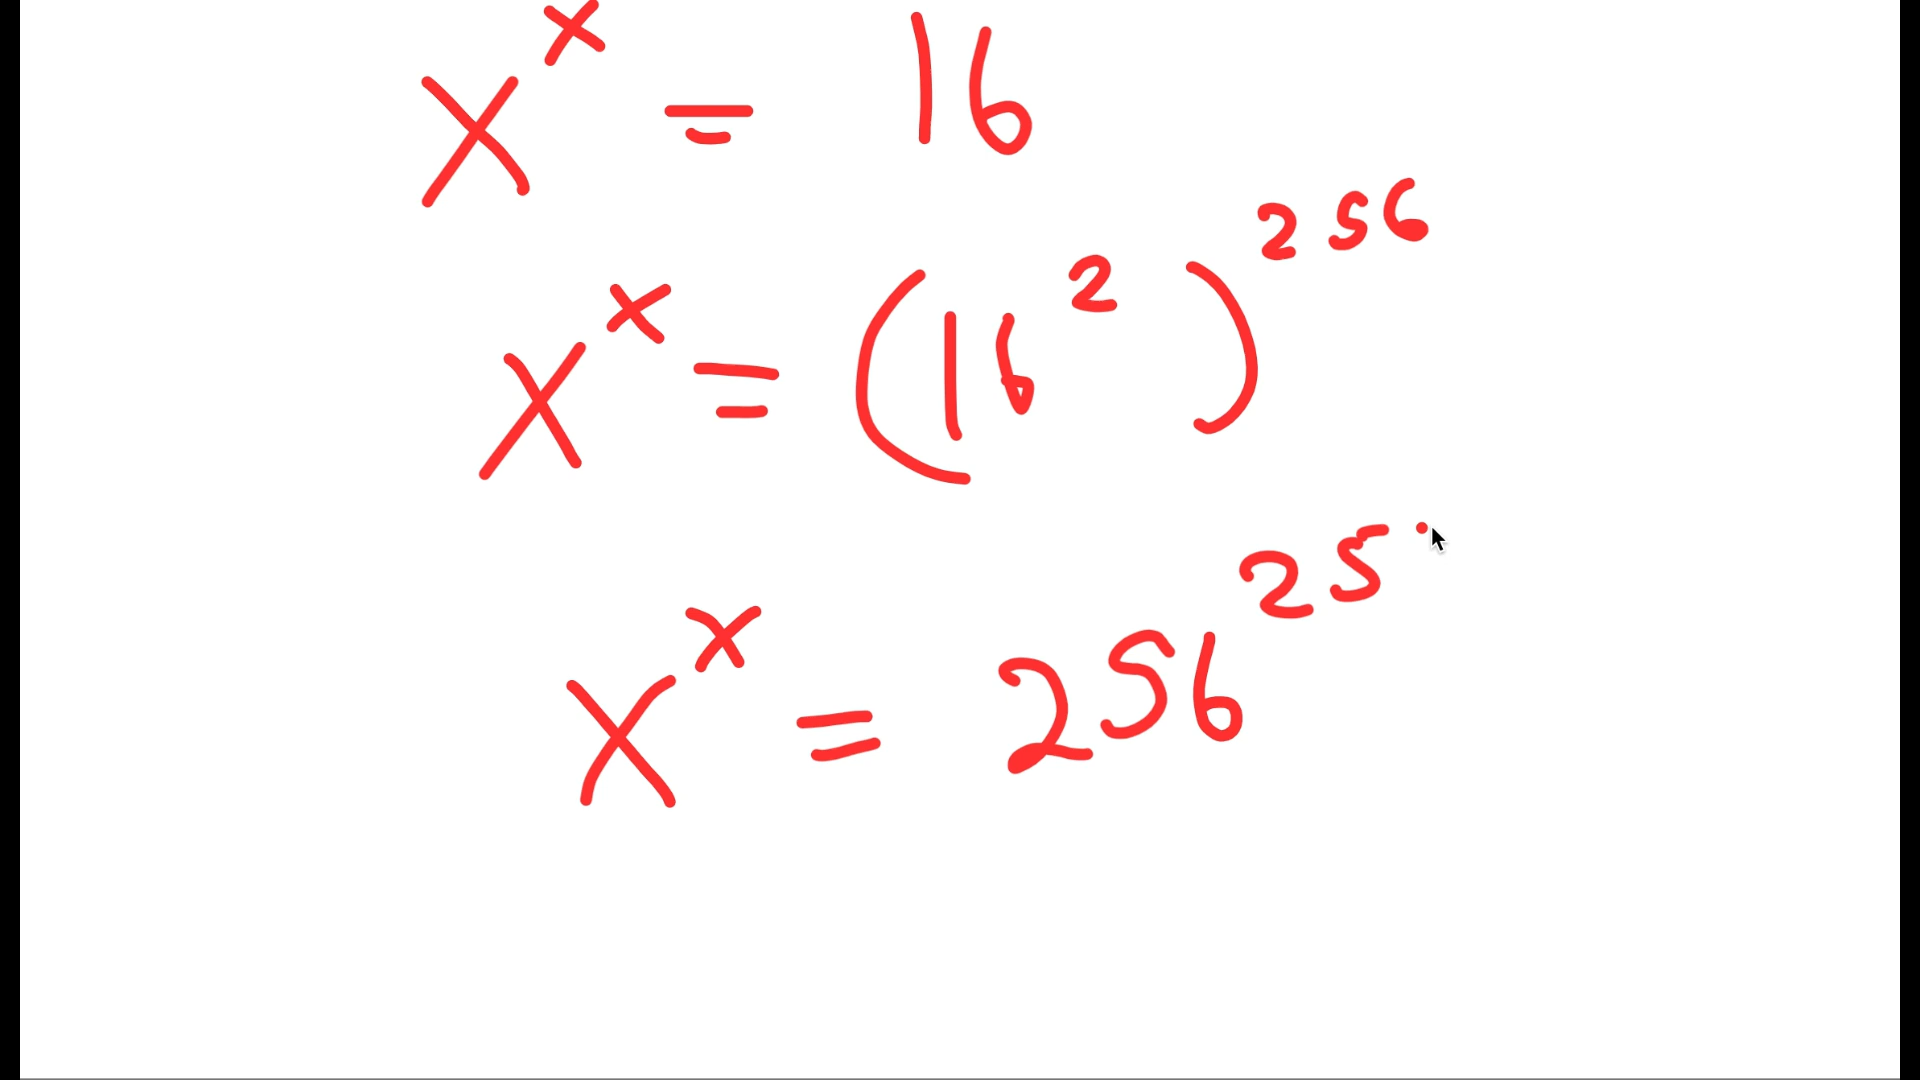 x^x = 16
x^x = (16^2)^256
x^x = 256^25